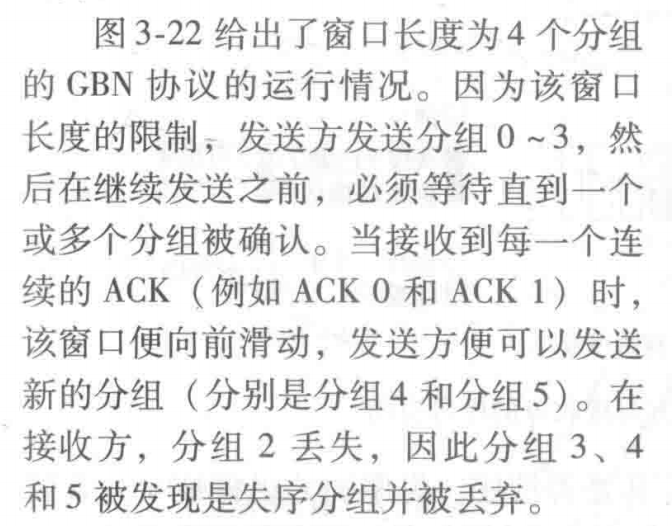 图 3-22 给出了窗口长度为 4 个分组
的 GBN 协议的运行情况。因为该窗口
长度的限制，发送方发送分组 0 ~ 3，然
后在继续发送之前，必须等待直到一个
或多个分组被确认。当接收到每一个连
续的 ACK（例如 ACK 0 和 ACK 1）时，
该窗口便向前滑动，发送方便可以发送
新的分组（分别是分组 4 和分组 5）。在
接收方，分组 2 丢失，因此分组 3、4
和 5 被发现是失序分组并被丢弃。